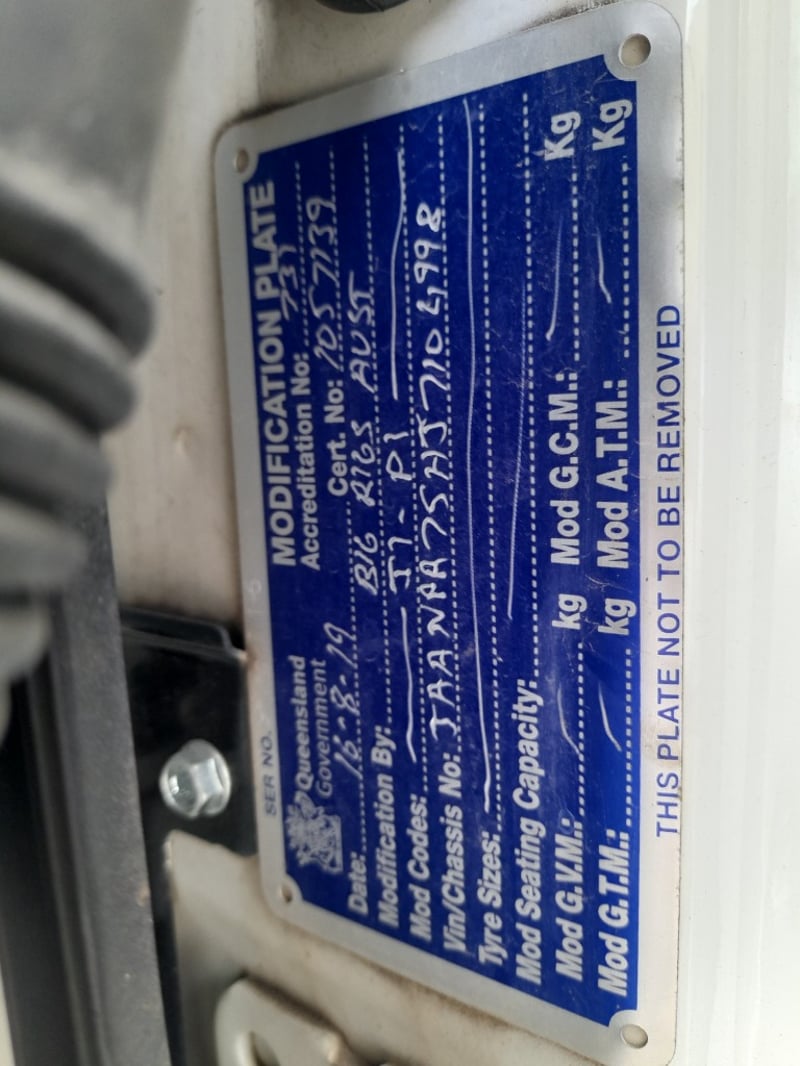 SER NO.
MODIFICATION PLATE
Queensland Government
Accreditation No: 737
Date: 16-8-19 Cert. No: 1057139
Modification By: BIG RIGS AUST
Mod Codes: J1-P1
Vin/Chassis No: JAANPR75HJ7104998
Tyre Sizes:
Mod Seating Capacity:
Mod G.V.M.: kg Mod G.C.M.: Kg
Mod G.T.M.: kg Mod A.T.M.: Kg
THIS PLATE NOT TO BE REMOVED